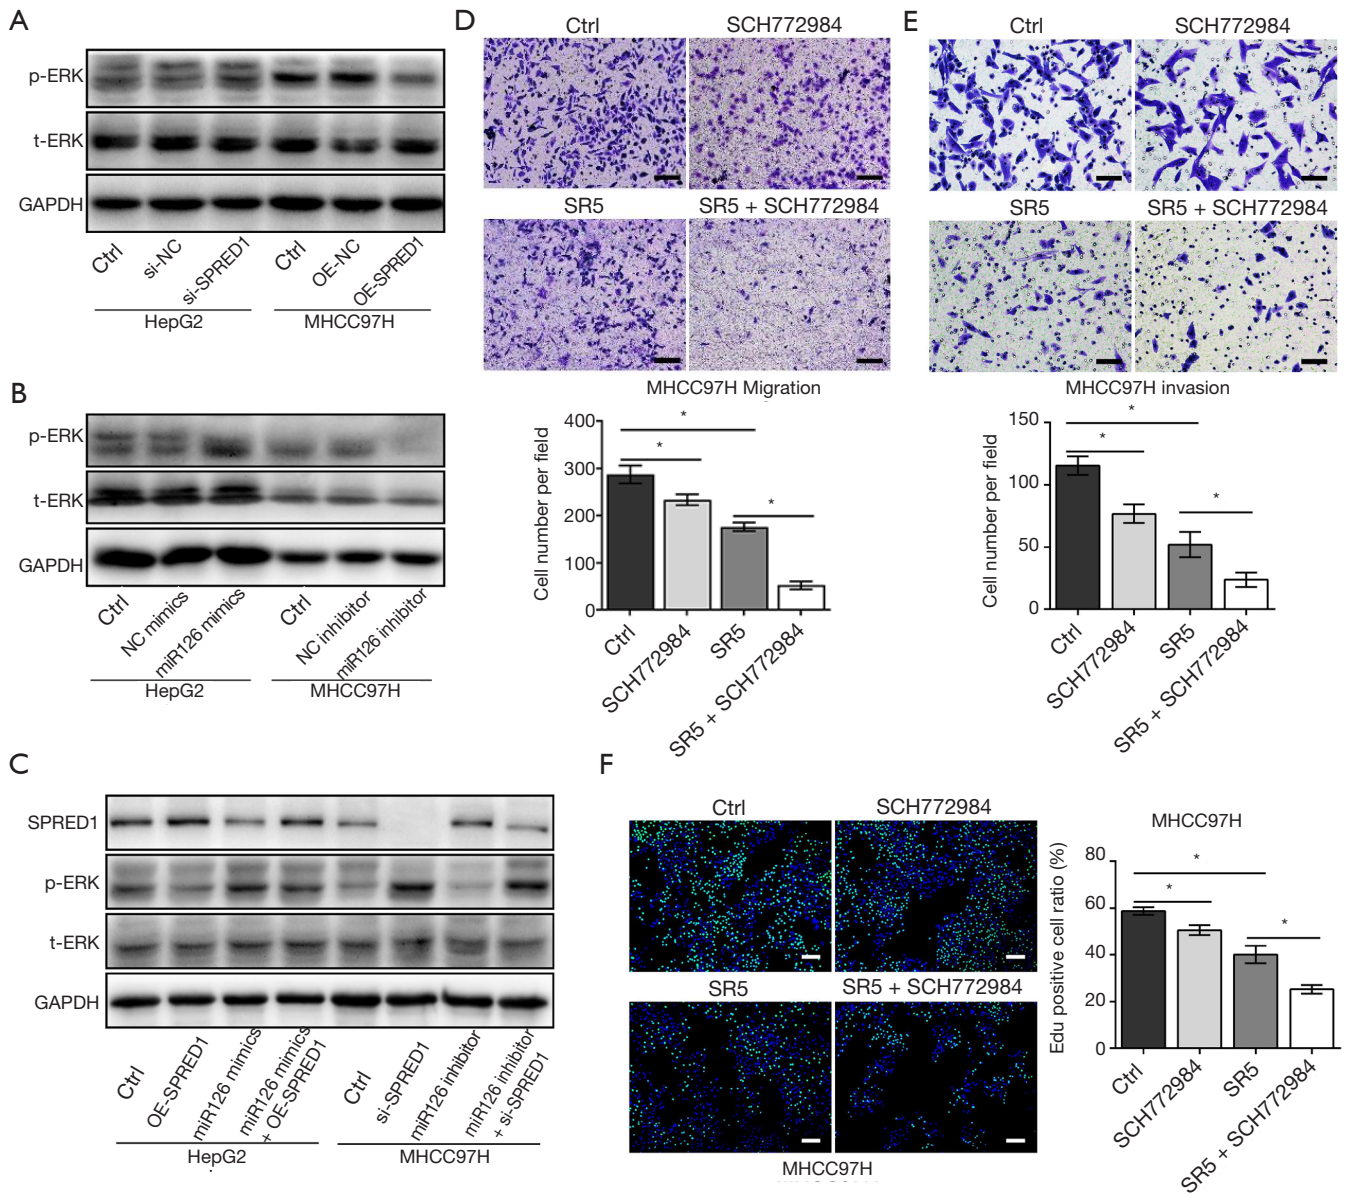 A
p-ERK
t-ERK
GAPDH
Ctrl
si-NC
si-SPRED1
Ctrl
OE-NC
OE-SPRED1
HepG2
MHCC97H
B
p-ERK
t-ERK
GAPDH
Ctrl
NC mimics
miR126 mimics
Ctrl
NC inhibitor
miR126 inhibitor
HepG2
MHCC97H
C
SPRED1
p-ERK
t-ERK
GAPDH
Ctrl
OE-SPRED1
miR126 mimics
miR126 mimics
+ OE-SPRED1
Ctrl
si-SPRED1
miR126 inhibitor
miR126 inhibitor
+ si-SPRED1
HepG2
MHCC97H
D
Ctrl
SCH772984
SR5
SR5 + SCH772984
MHCC97H Migration
Cell number per field
400
300
200
100
0
*
*
*
Ctrl
SCH772984
SR5
SR5 + SCH772984
E
Ctrl
SCH772984
SR5
SR5 + SCH772984
MHCC97H invasion
Cell number per field
150
100
50
0
*
*
*
Ctrl
SCH772984
SR5
SR5 + SCH772984
F
Ctrl
SCH772984
SR5
SR5 + SCH772984
MHCC97H
MHCC97H
Edu positive cell ratio (%)
80
60
40
20
0
*
*
*
Ctrl
SCH772984
SR5
SR5 + SCH772984